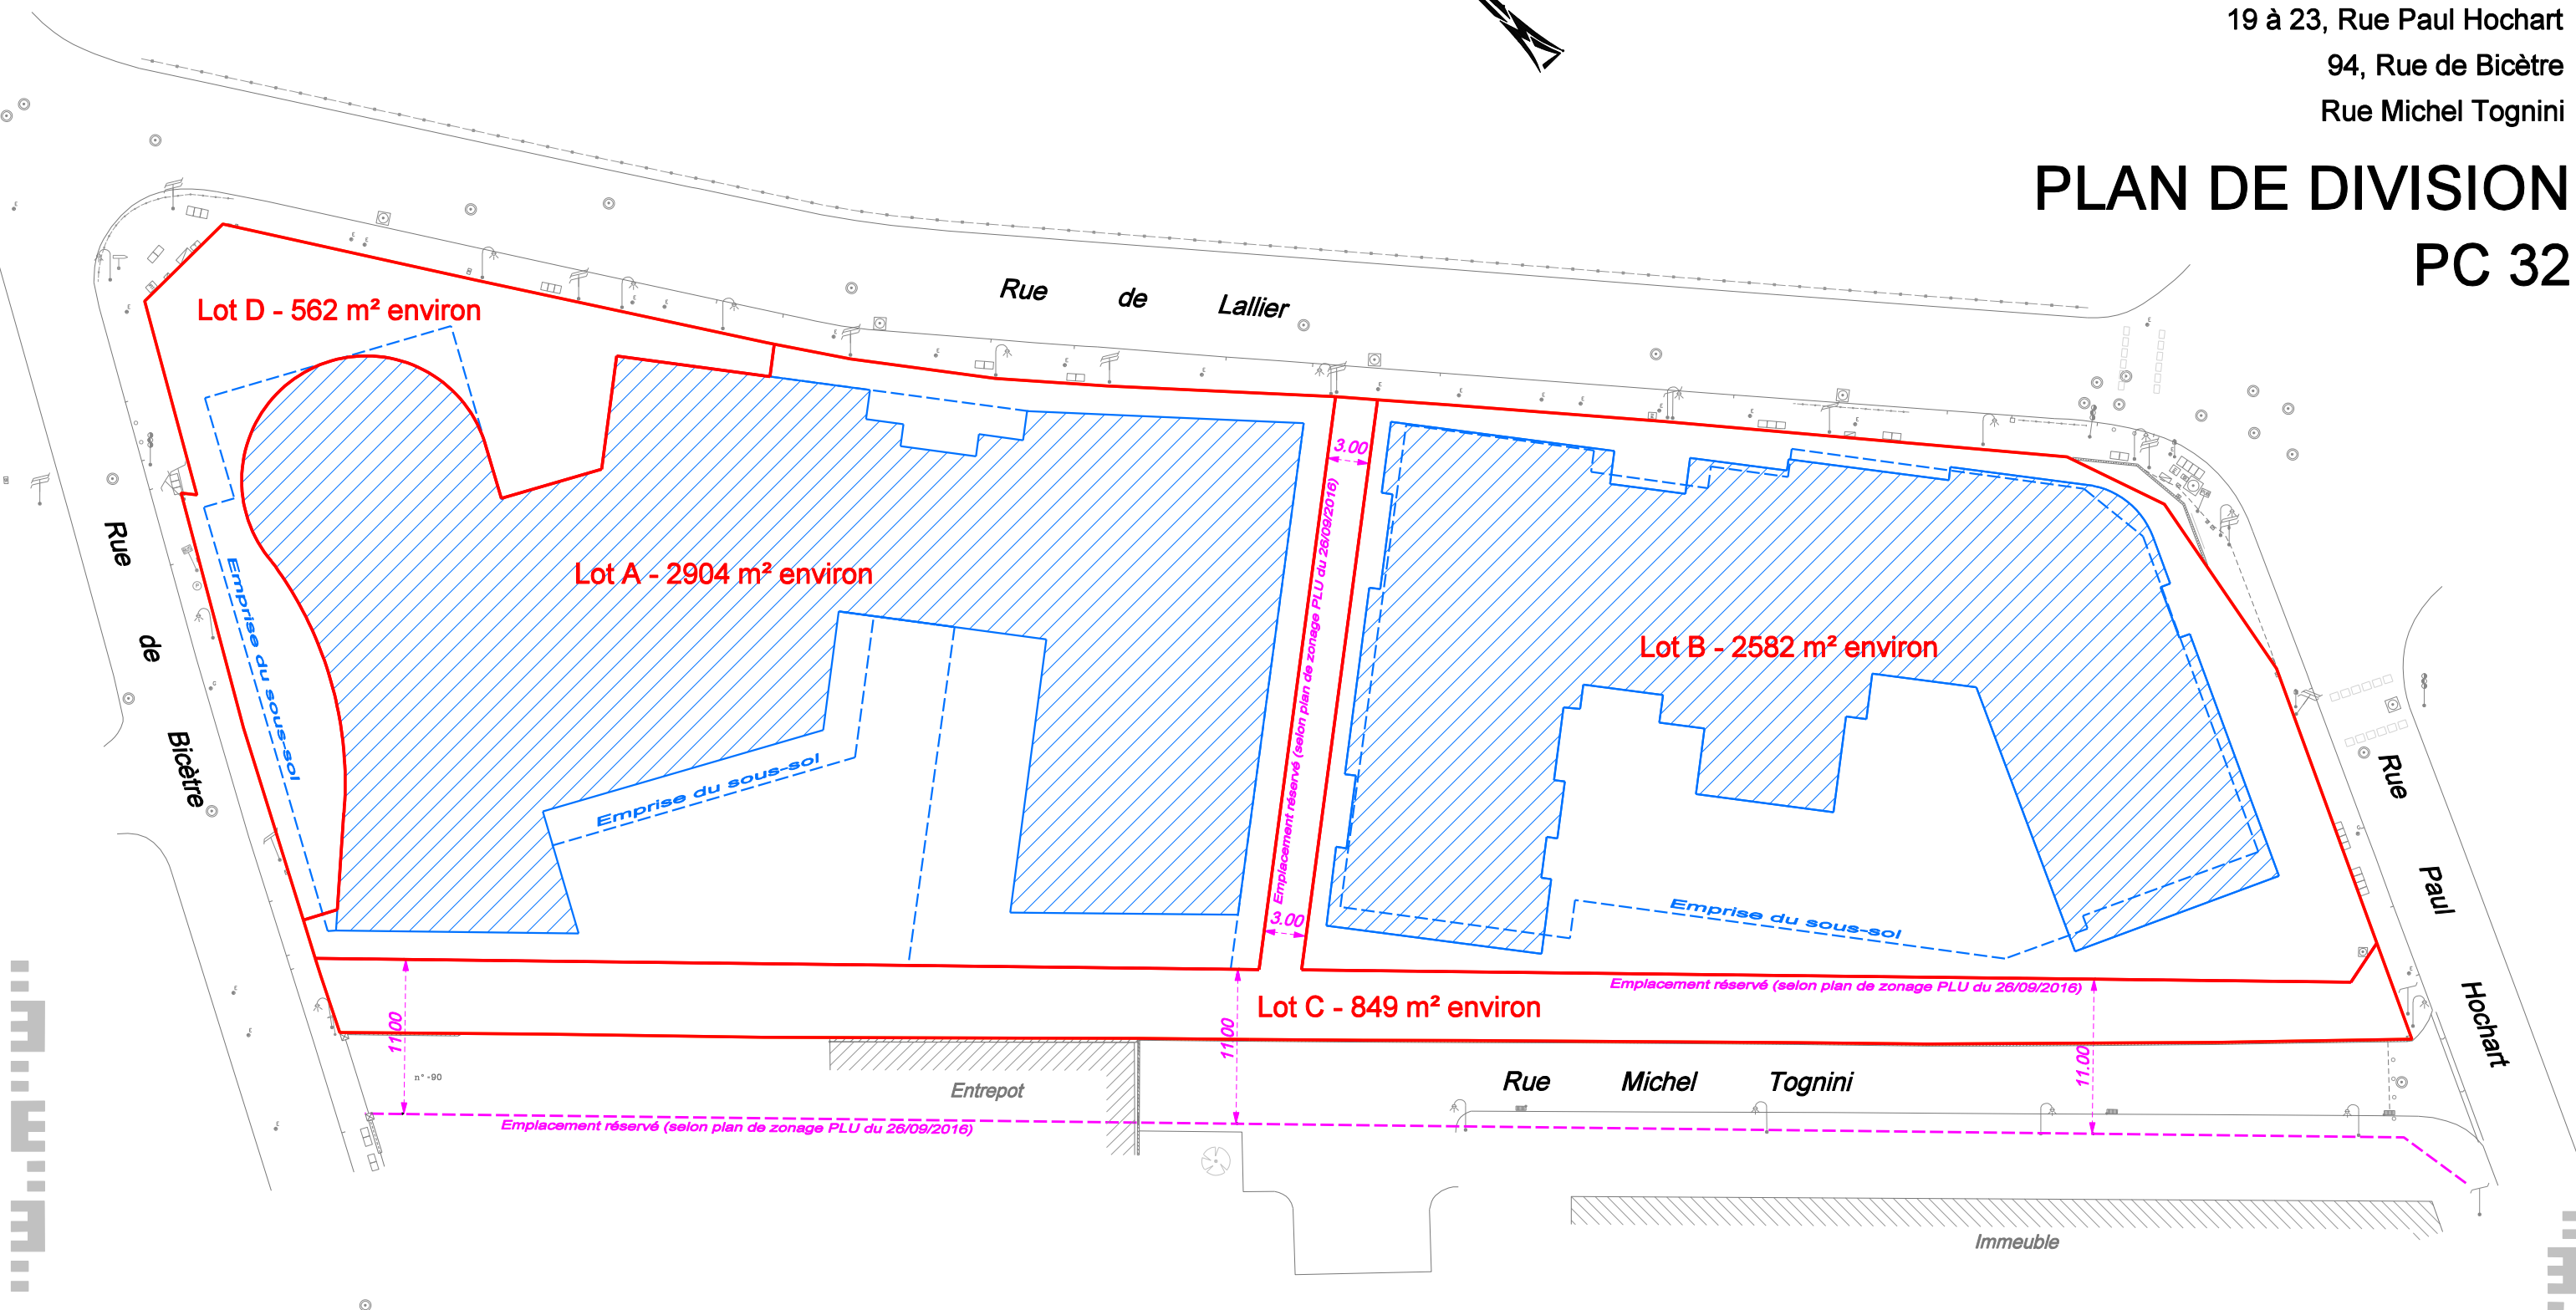 19 à 23, Rue Paul Hochart
94, Rue de Bicètre
Rue Michel Tognini
PLAN DE DIVISION
PC 32
Rue de Lallier
Lot D - 562 m² environ
3.00
Emplacement réservé (selon plan de zonage PLU du 26/09/2016)
3.00
Rue de Bicètre
Emprise du sous-sol
Lot A - 2904 m² environ
Emprise du sous-sol
Lot B - 2582 m² environ
Emprise du sous-sol
Rue Paul Hochart
Emplacement réservé (selon plan de zonage PLU du 26/09/2016)
Lot C - 849 m² environ
11.00
11.00
11.00
n° -90
Entrepot
Rue Michel Tognini
Emplacement réservé (selon plan de zonage PLU du 26/09/2016)
Immeuble